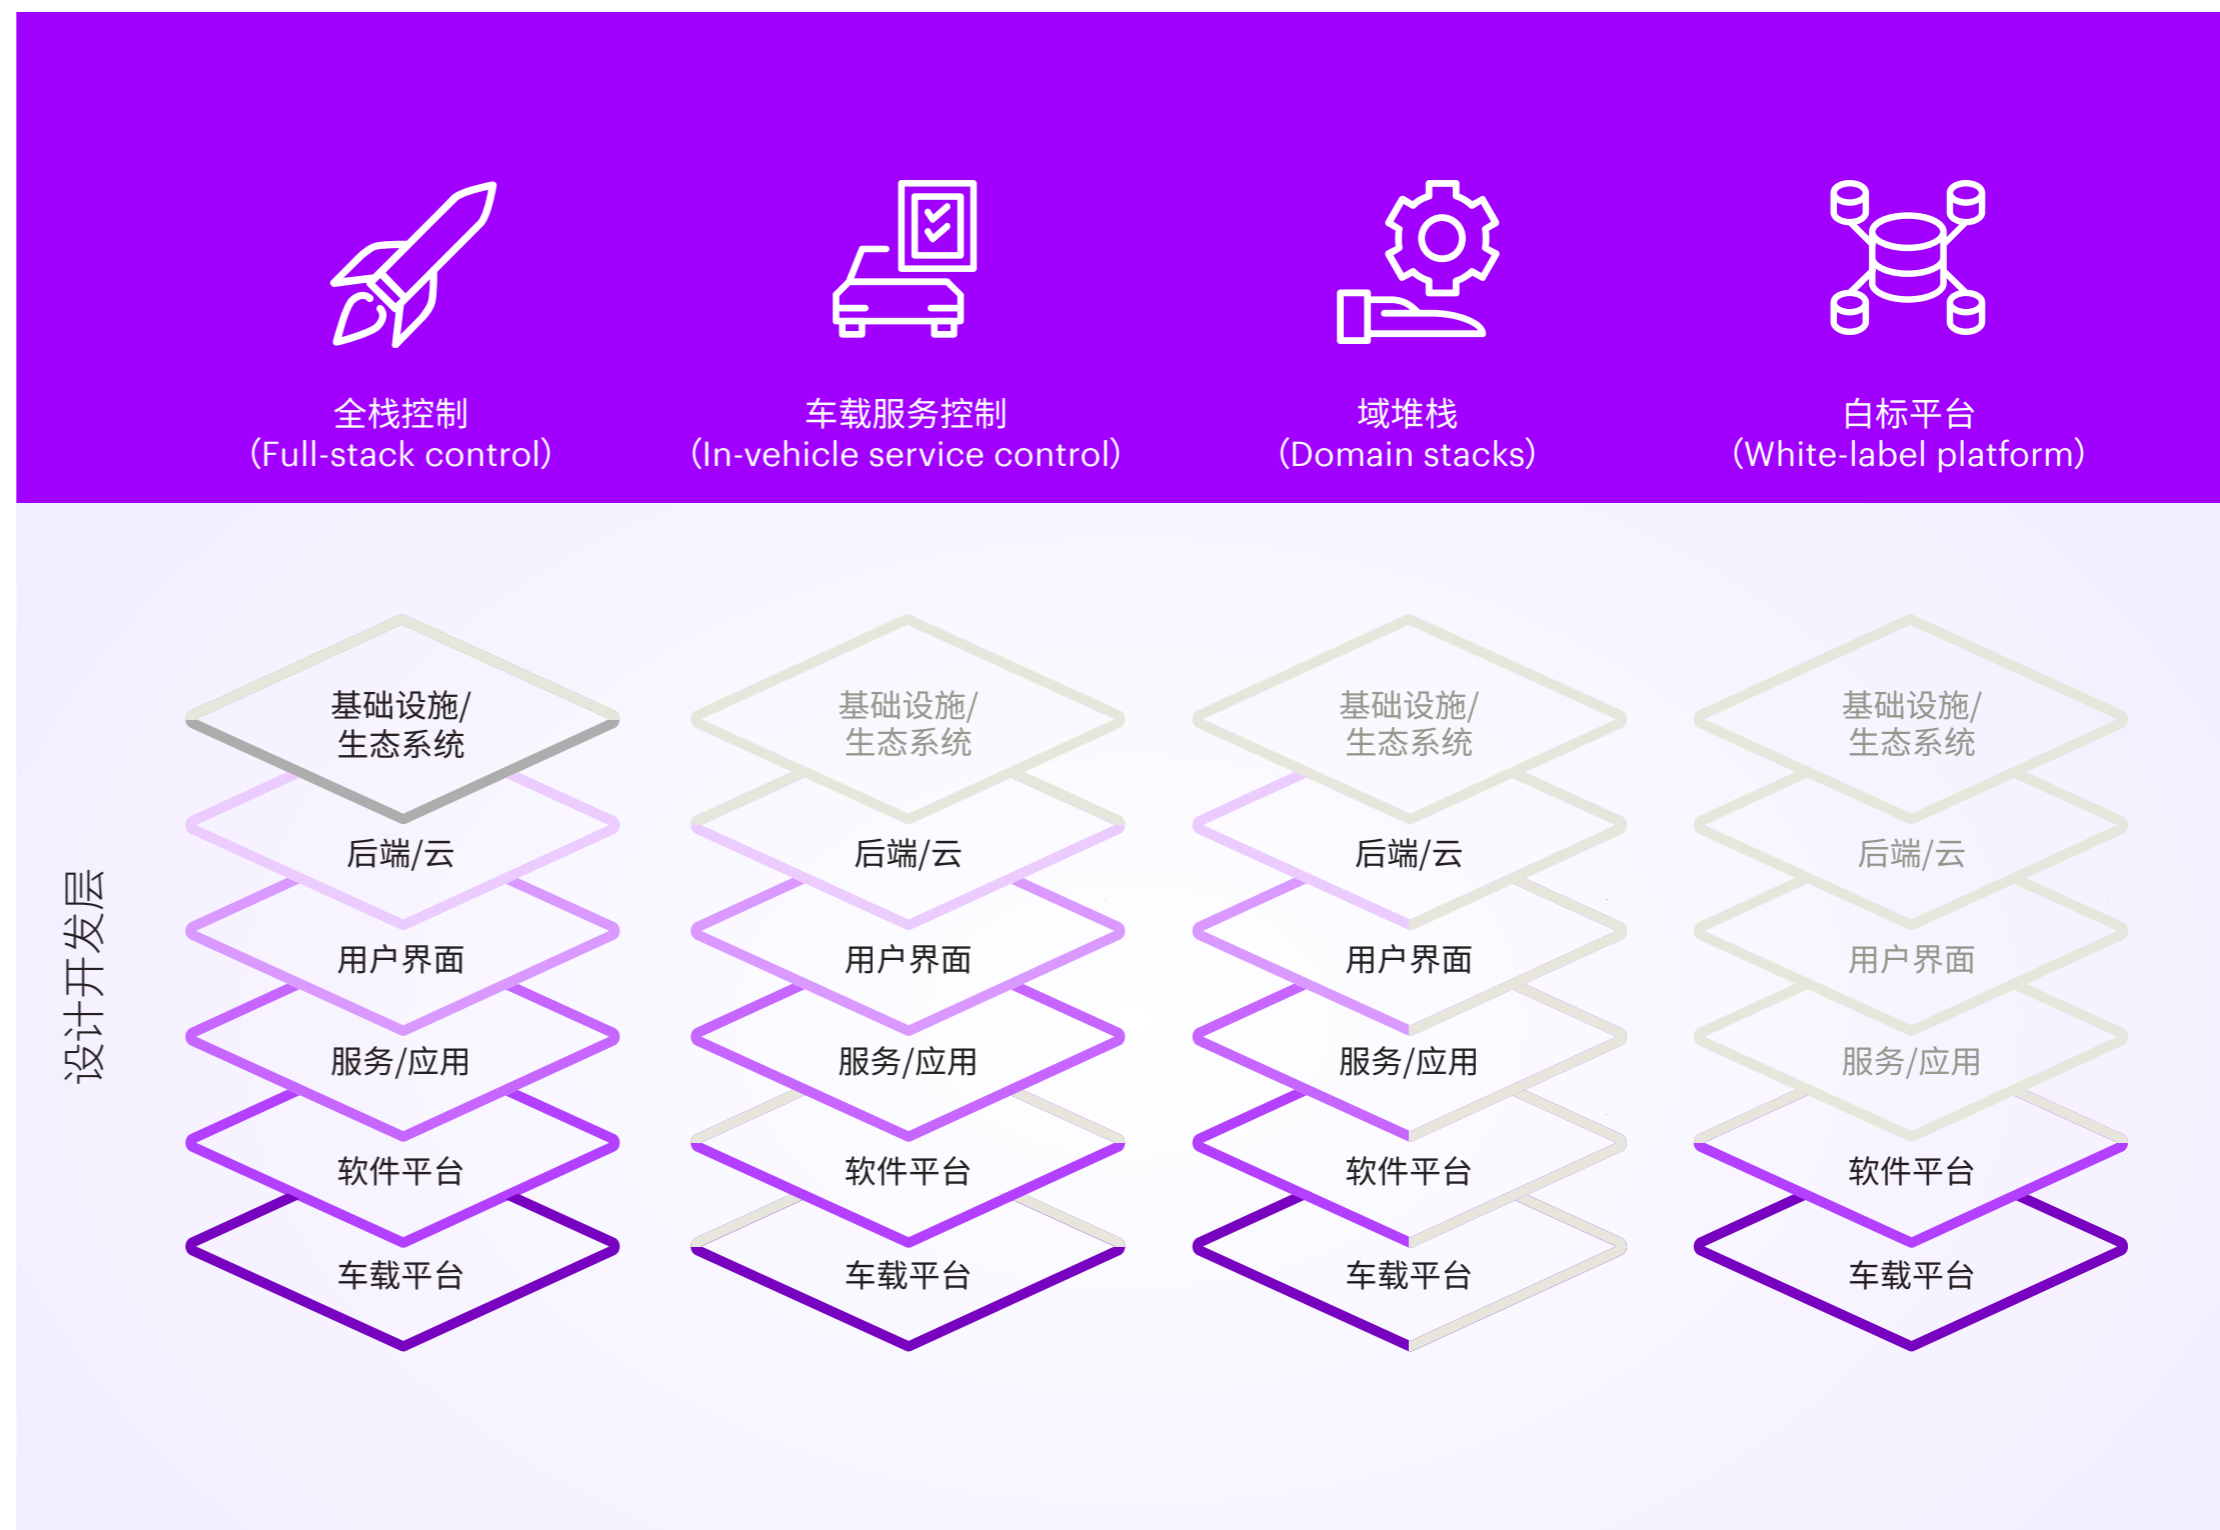 全栈控制
（Full-stack control）
车载服务控制
（In-vehicle service control）
域堆栈
（Domain stacks）
白标平台
（White-label platform）
设计开发层
基础设施/
生态系统
后端/云
用户界面
服务/应用
软件平台
车载平台
基础设施/
生态系统
后端/云
用户界面
服务/应用
软件平台
车载平台
基础设施/
生态系统
后端/云
用户界面
服务/应用
软件平台
车载平台
基础设施/
生态系统
后端/云
用户界面
服务/应用
软件平台
车载平台